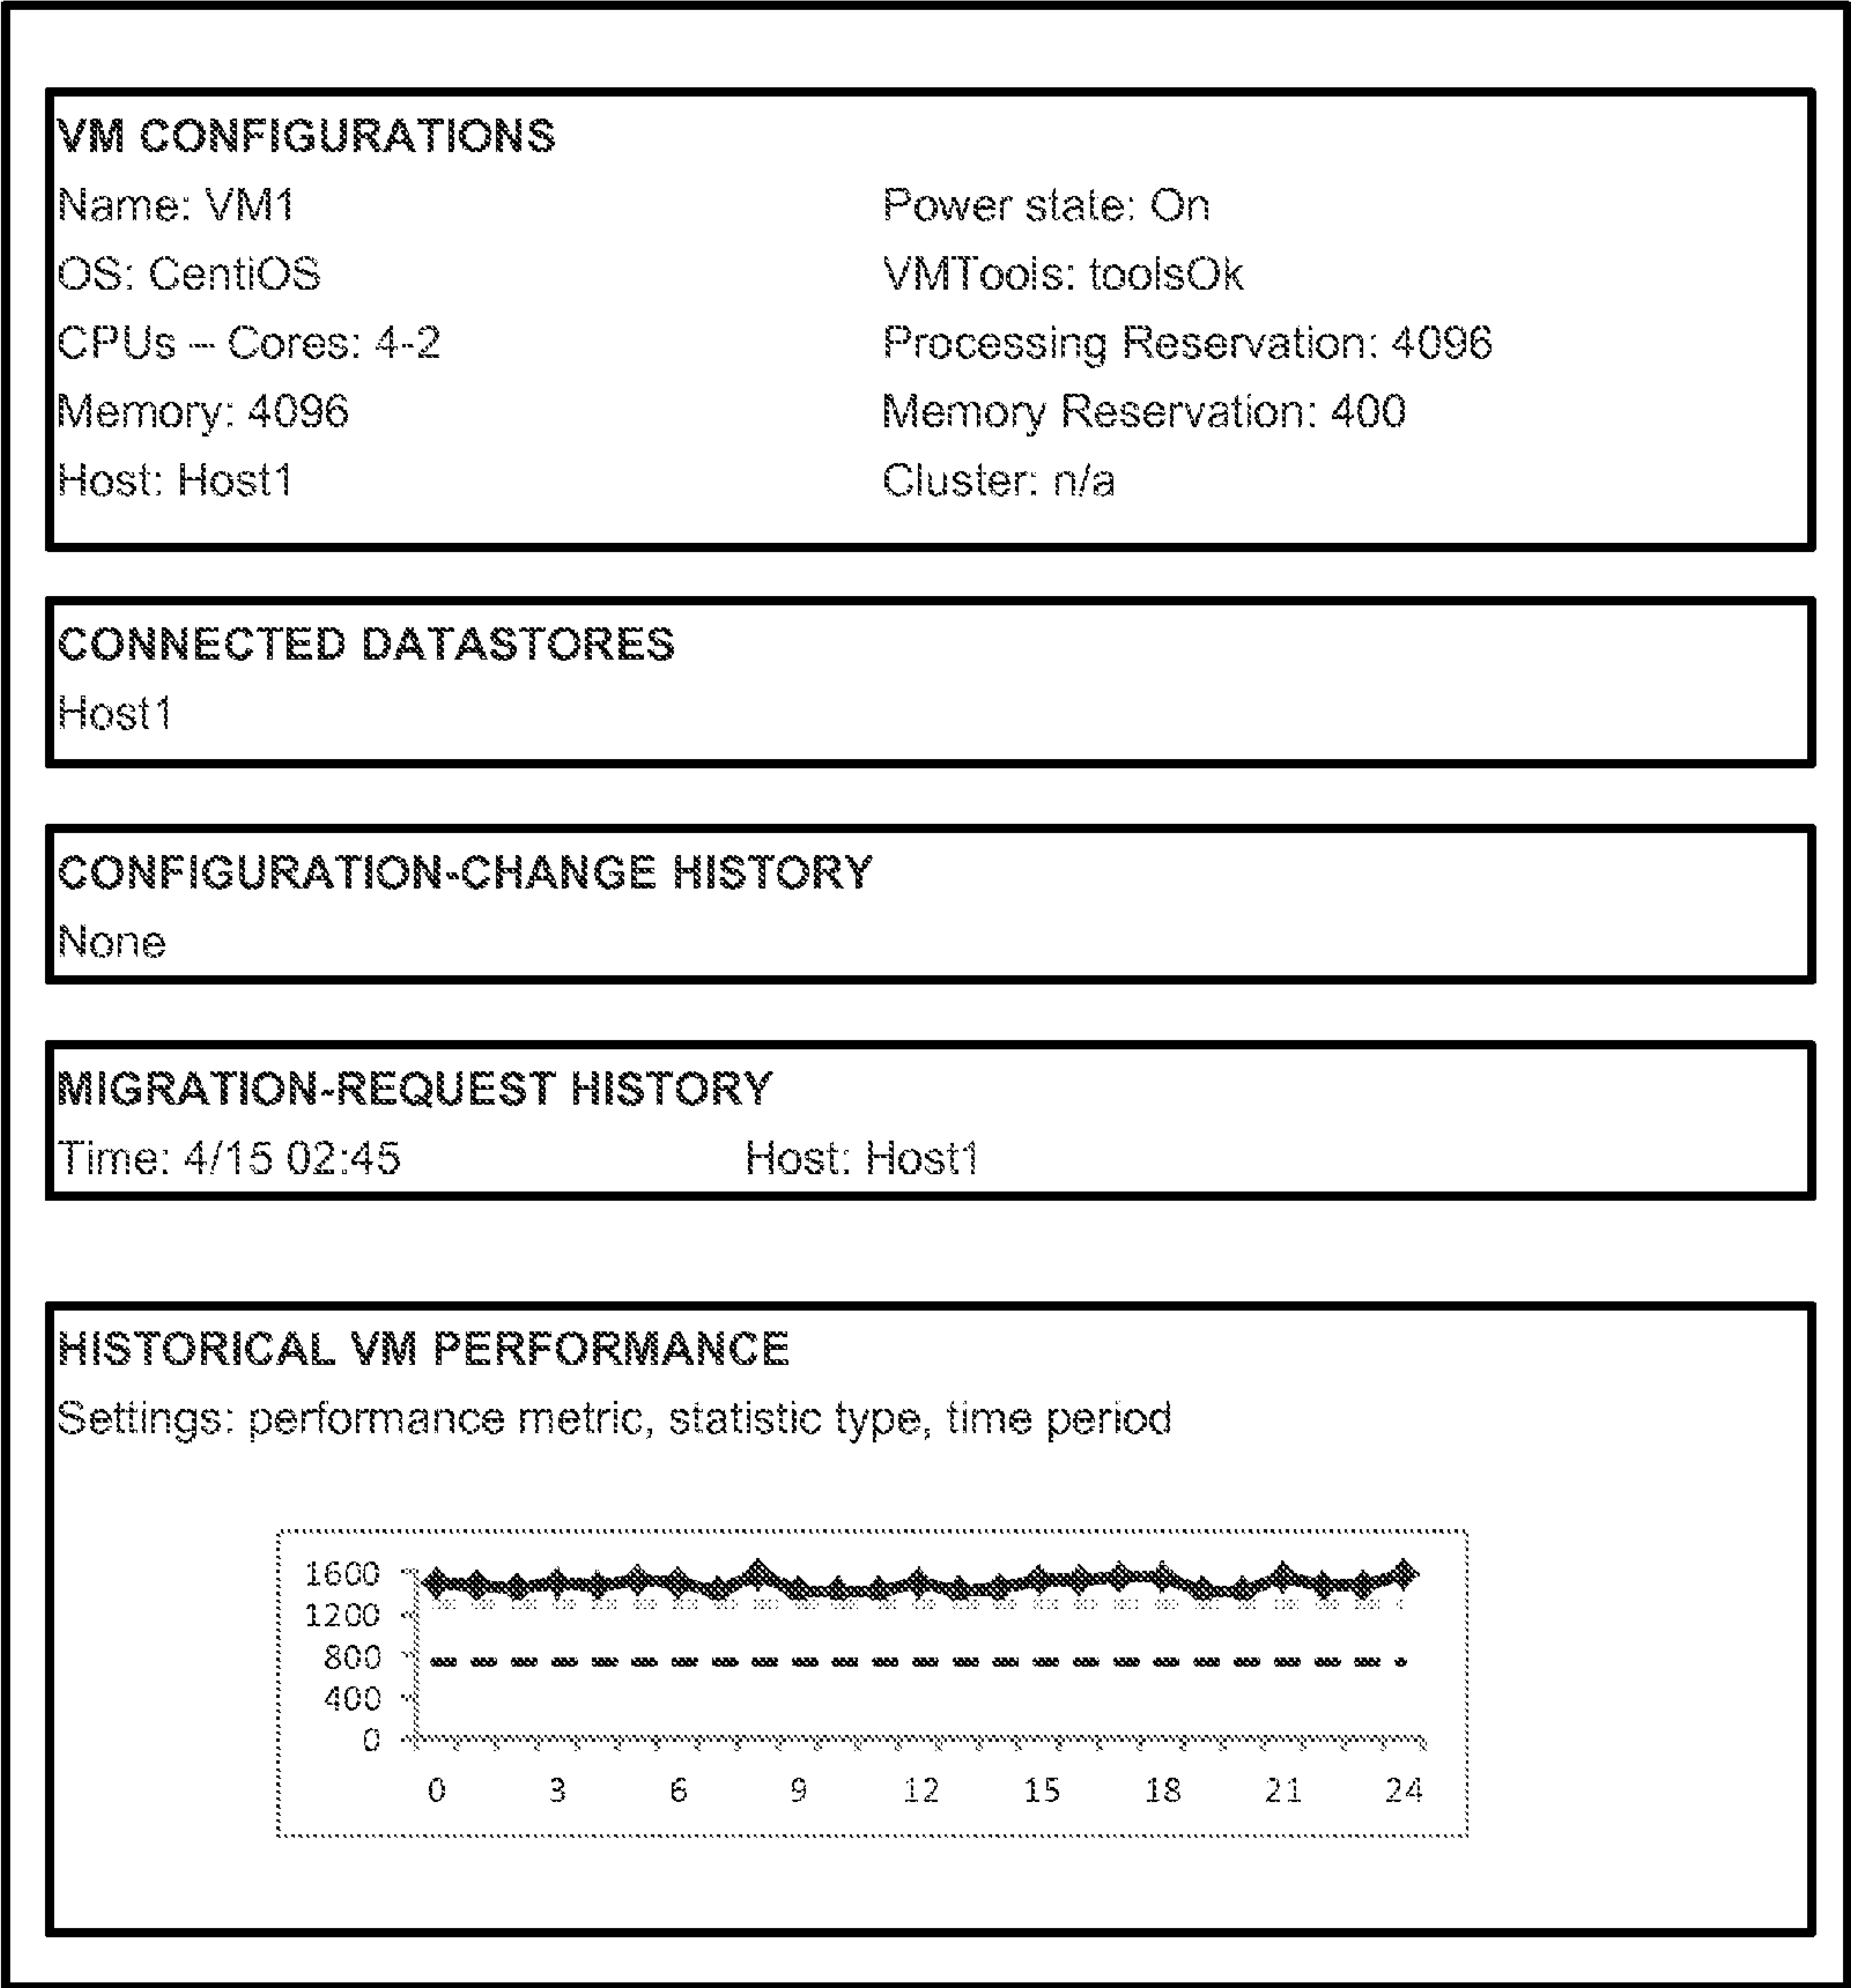 VM CONFIGURATIONS
Name: VM1 Power state: On
OS: CentiOS VMTools: toolsOk
CPUs – Cores: 4-2 Processing Reservation: 4096
Memory: 4096 Memory Reservation: 400
Host: Host1 Cluster: n/a
CONNECTED DATASTORES
Host1
CONFIGURATION-CHANGE HISTORY
None
MIGRATION-REQUEST HISTORY
Time: 4/15 02:45 Host: Host1
HISTORICAL VM PERFORMANCE
Settings: performance metric, statistic type, time period
1600
1200
800
400
0
0 3 6 9 12 15 18 21 24